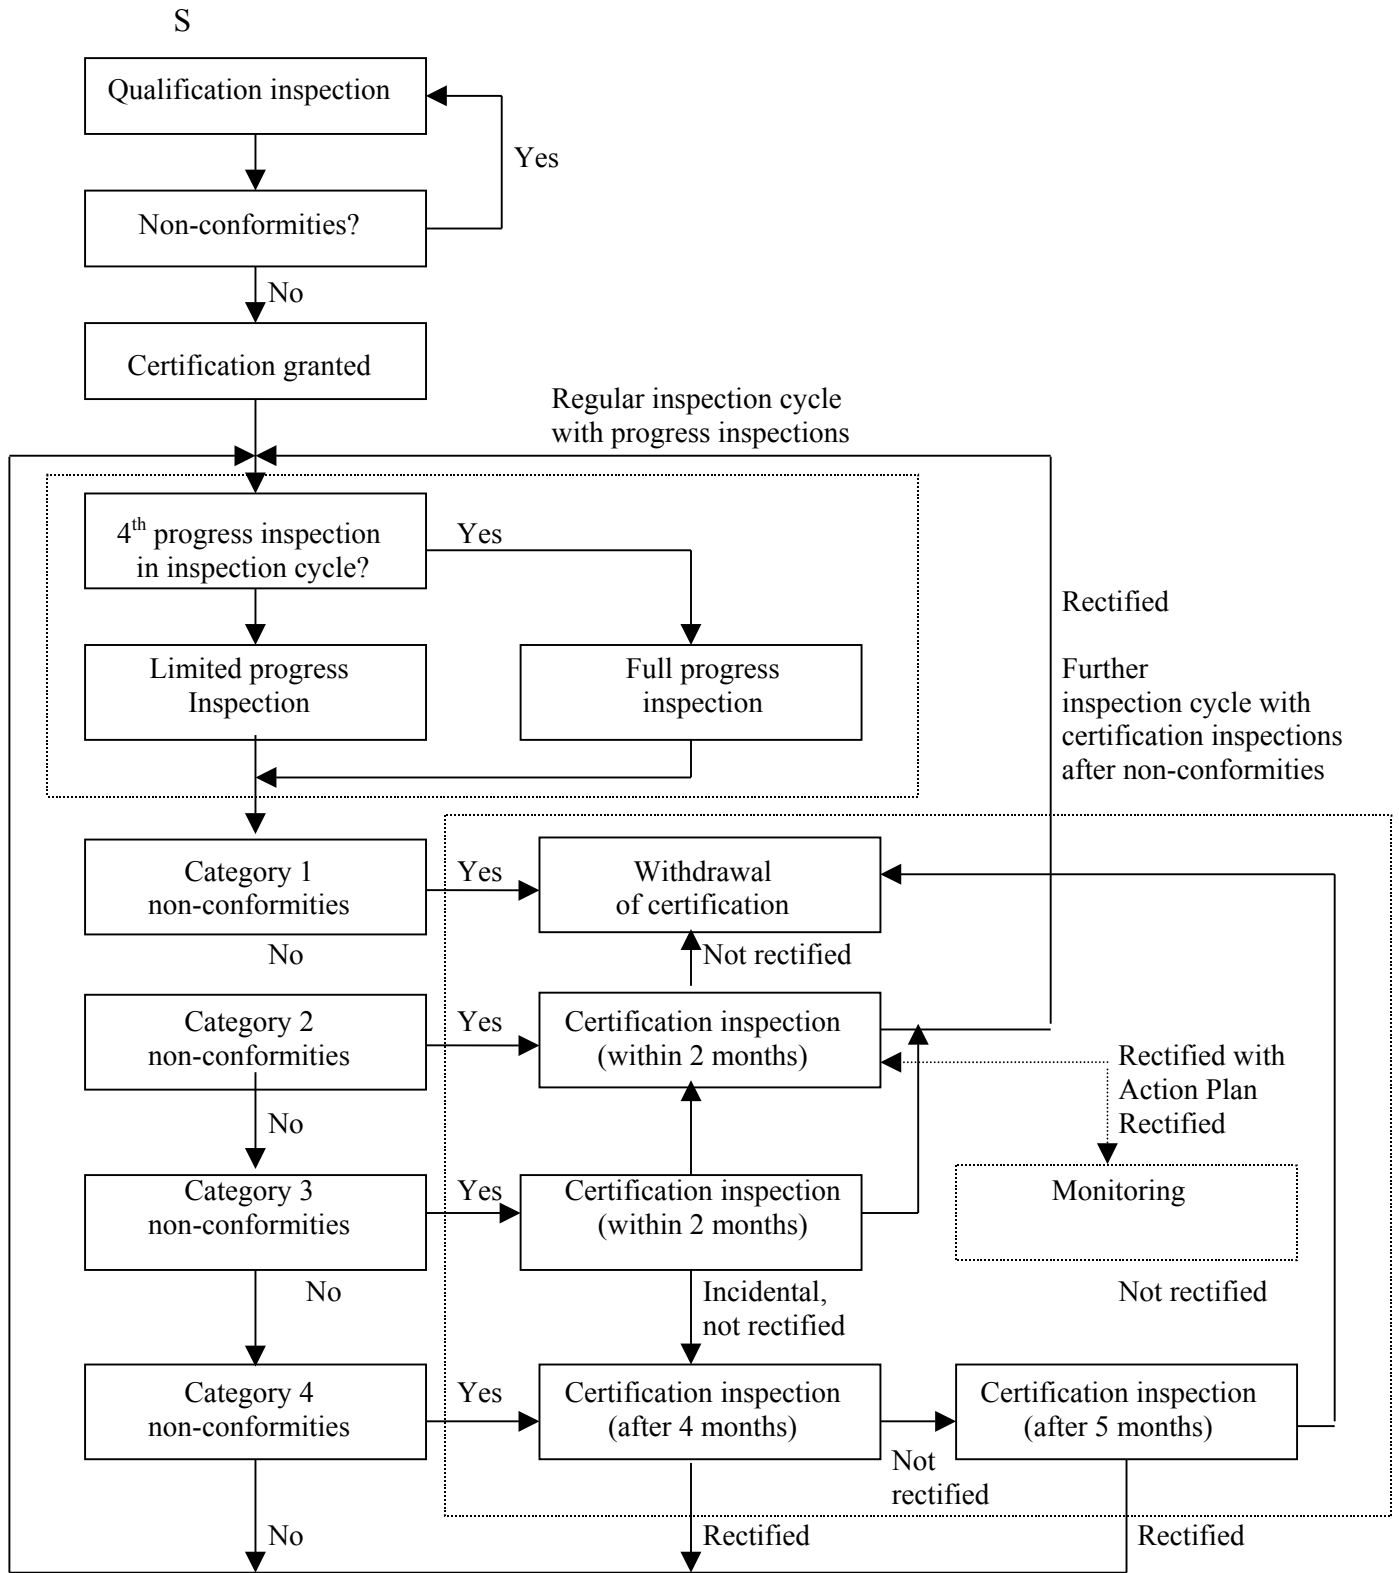 S
Qualification inspection
Yes
Non-conformities?
No
Certification granted
Regular inspection cycle
with progress inspections
4th progress inspection
in inspection cycle?
Yes
Rectified
Limited progress
Inspection
Full progress
inspection
Further
inspection cycle with
certification inspections
after non-conformities
Category 1
non-conformities
Yes
Withdrawal
of certification
No
Not rectified
Category 2
non-conformities
Yes
Certification inspection
(within 2 months)
Rectified with
Action Plan
Rectified
No
Category 3
non-conformities
Yes
Certification inspection
(within 2 months)
Monitoring
No
Incidental,
not rectified
Not rectified
Category 4
non-conformities
Yes
Certification inspection
(after 4 months)
Certification inspection
(after 5 months)
Not
rectified
No
Rectified
Rectified